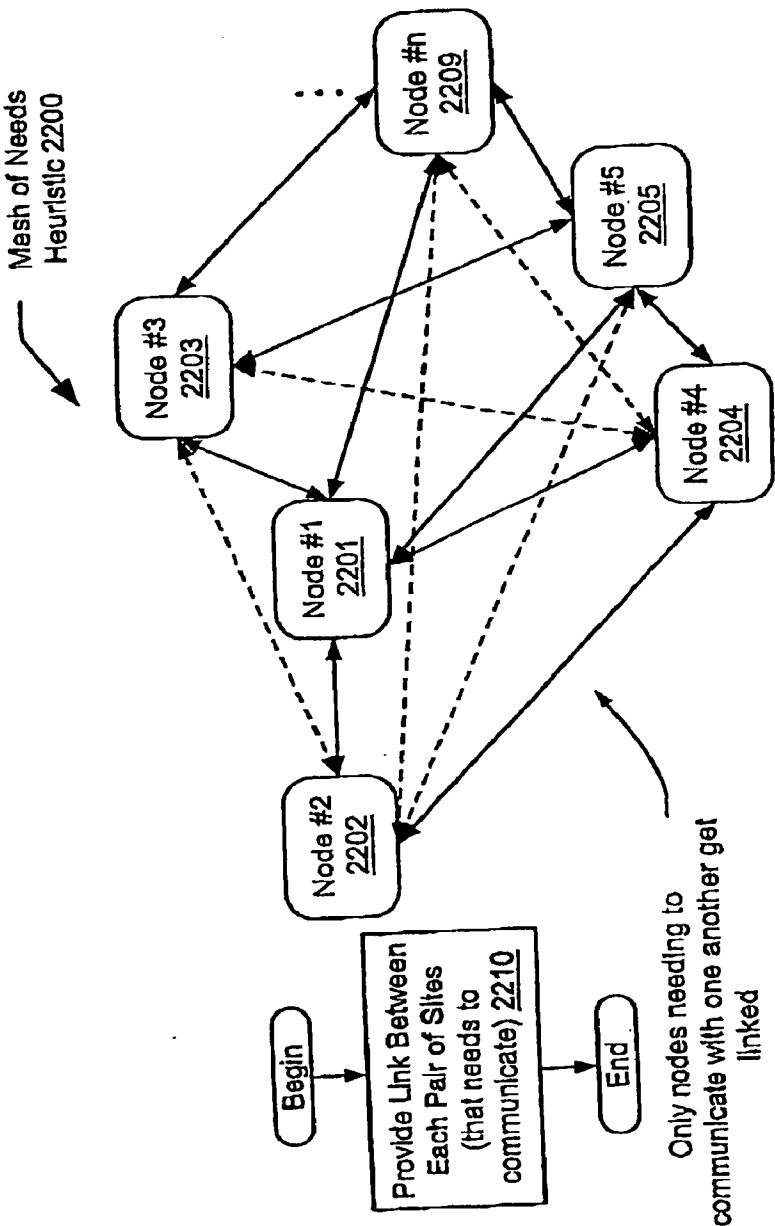 Mesh of Needs
Heuristic 2200
Node #3
2203
...
Node #n
2209
Node #1
2201
Node #2
2202
Node #5
2205
Node #4
2204
Begin
Provide Link Between
Each Pair of Sites
(that needs to
communicate) 2210
End
Only nodes needing to
communicate with one another get
linked